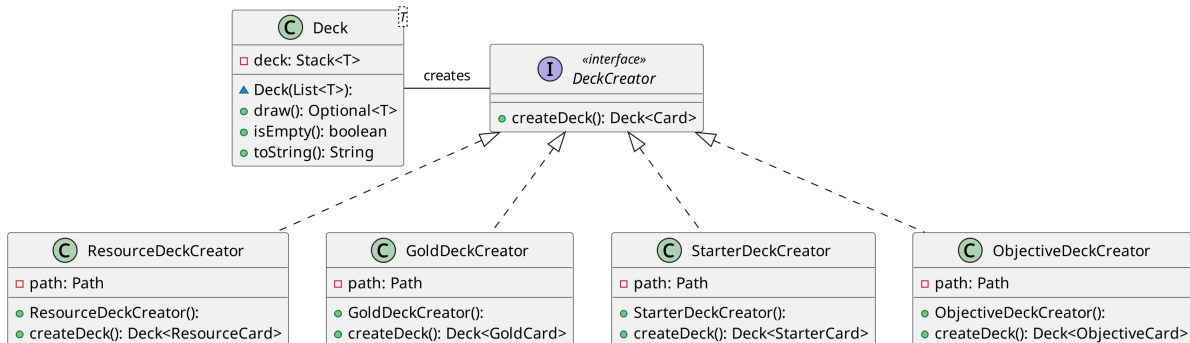 C Deck
T
deck: Stack<T>
Deck(List<T>):
draw(): Optional<T>
isEmpty(): boolean
toString(): String
creates
I «interface»
DeckCreator
createDeck(): Deck<Card>
C ResourceDeckCreator
path: Path
ResourceDeckCreator():
createDeck(): Deck<ResourceCard>
C GoldDeckCreator
path: Path
GoldDeckCreator():
createDeck(): Deck<GoldCard>
C StarterDeckCreator
path: Path
StarterDeckCreator():
createDeck(): Deck<StarterCard>
C ObjectiveDeckCreator
path: Path
ObjectiveDeckCreator():
createDeck(): Deck<ObjectiveCard>